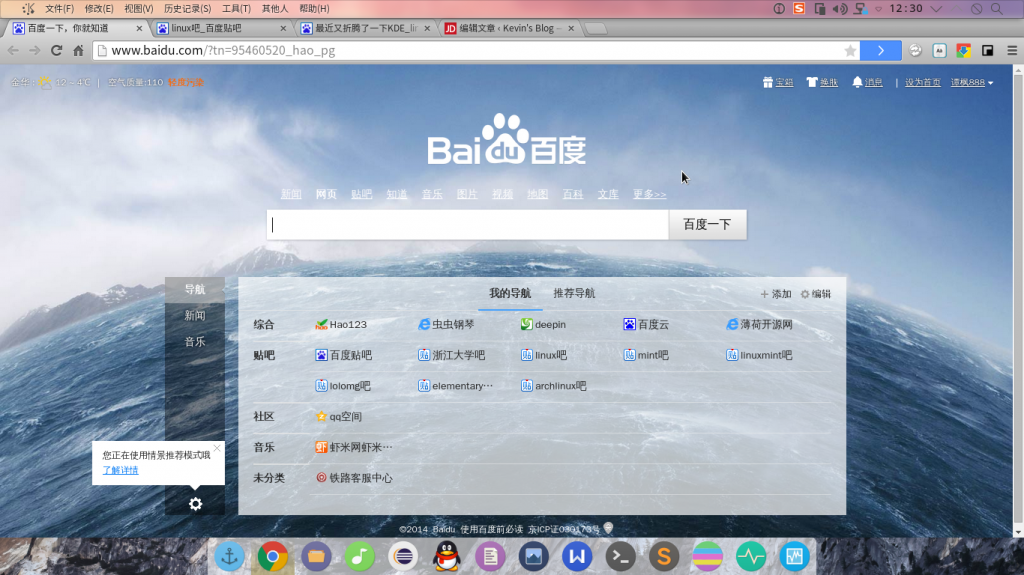 文件(F) 修改(E) 视图(V) 历史记录(S) 工具(T) 其他人 帮助(H) 12:30
百度一下，你就知道 linux吧_百度贴吧 最近又折腾了一下KDE_lin JD 编辑文章 ‹ Kevin's Blog –
www.baidu.com/?tn=95460520_hao_pg
12 ~ 4℃ | 空气质量:110 轻度污染 宝箱 换肤 消息 | 设为首页 谭枫888
Bai du 百度
新闻 网页 贴吧 知道 音乐 图片 视频 地图 百科 文库 更多>>
百度一下
导航
新闻
音乐
我的导航 推荐导航 + 添加 编辑
综合 Hao123 虫虫钢琴 deepin 百度云 薄荷开源网
贴吧 百度贴吧 浙江大学吧 linux吧 mint吧 linuxmint吧
lolomg吧 elementary⋯ archlinux吧
社区 qq空间
音乐 虾米网虾米⋯
未分类 铁路客服中心
您正在使用情景推荐模式哦
了解详情
©2014 Baidu 使用百度前必读 京ICP证030173号